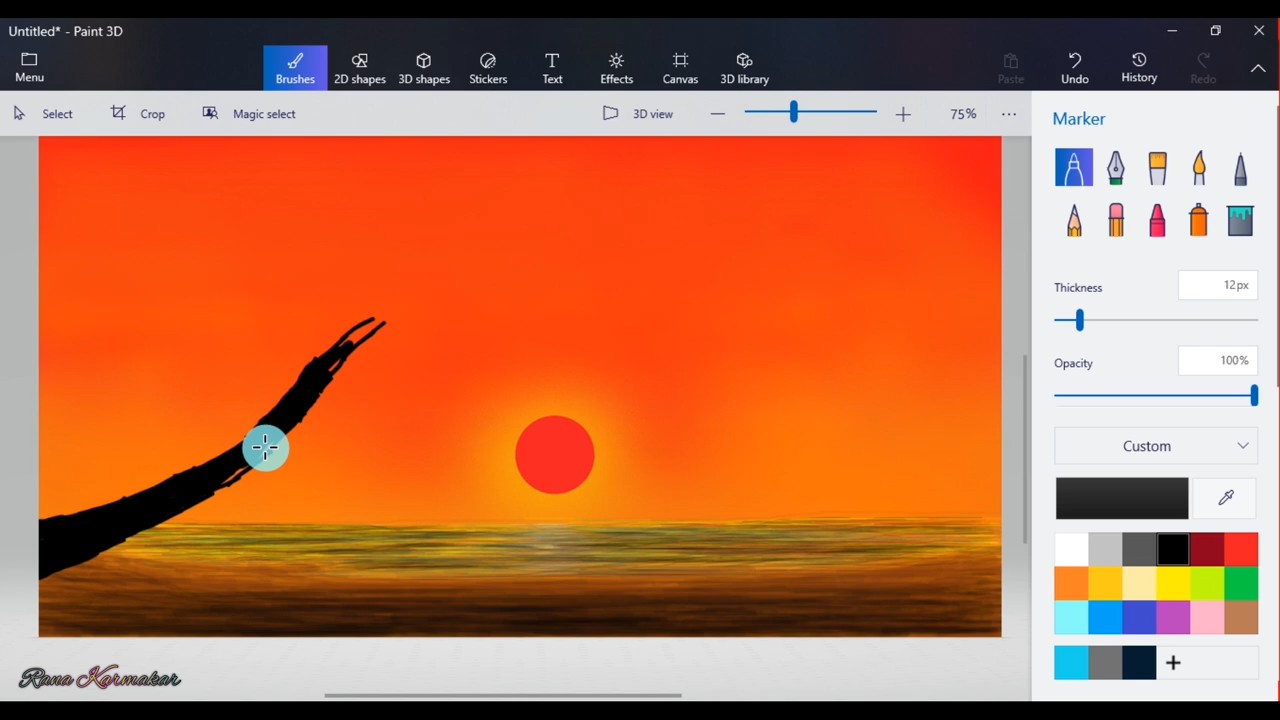 Untitled* - Paint 3D
Menu
Brushes
2D shapes
3D shapes
Stickers
Text
Effects
Canvas
3D library
Paste
Undo
History
Redo
Select
Crop
Magic select
3D view
75%
Marker
Thickness
12px
Opacity
100%
Custom
Rana Karmakar